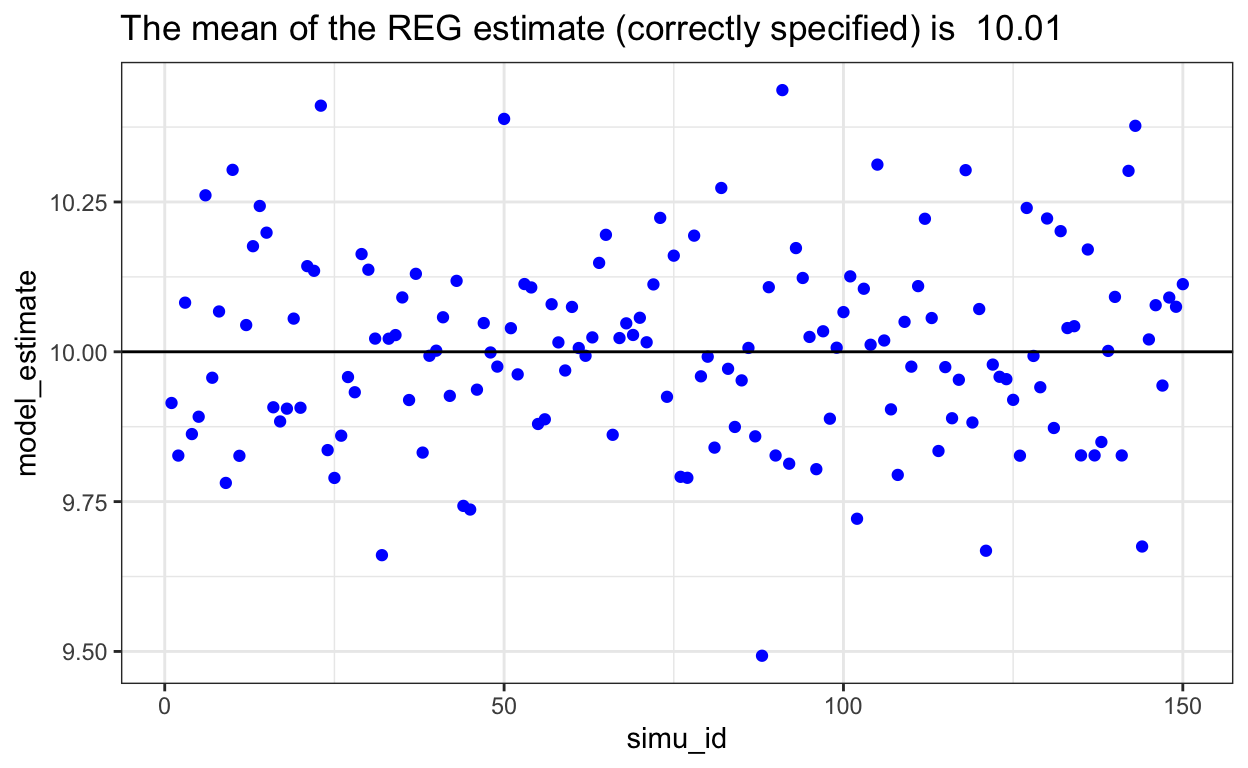 The mean of the REG estimate (correctly specified) is  10.01
model_estimate
10.25
10.00
9.75
9.50
0
50
100
150
simu_id